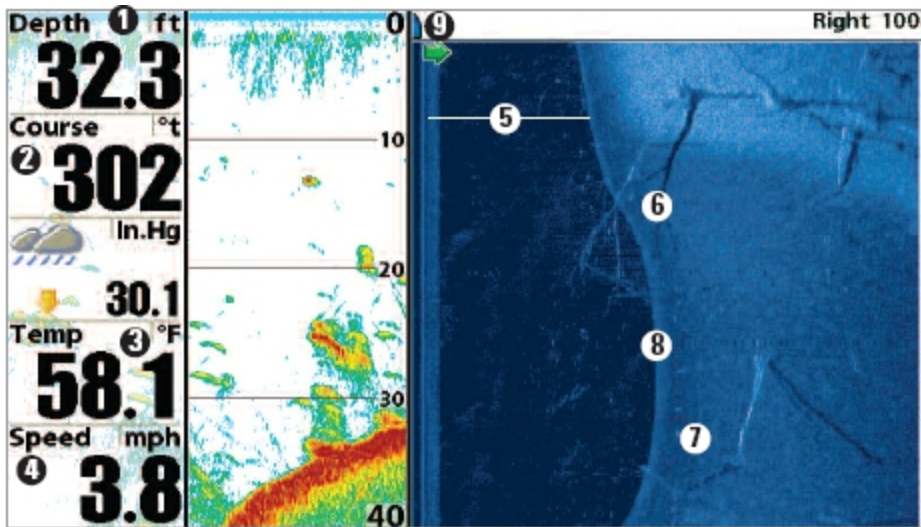 Depth 1 ft
32.3
Course °t
2 302
In.Hg
30.1
Temp 3 °F
58.1
Speed mph
4 3.8
0
10
20
30
40
9 Right 100
5
6
8
7